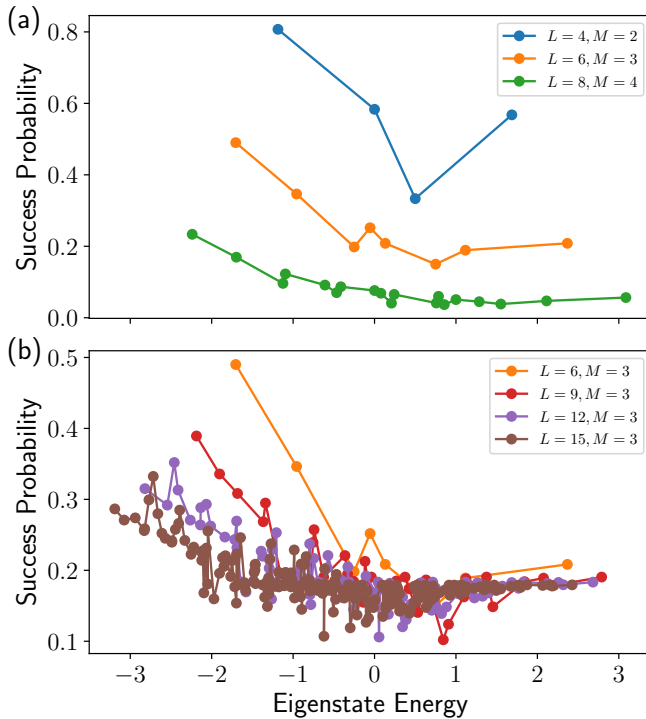 (a)
0.8
0.6
0.4
0.2
0.0
Success Probability
L = 4, M = 2
L = 6, M = 3
L = 8, M = 4
(b)
0.5
0.4
0.3
0.2
0.1
Success Probability
L = 6, M = 3
L = 9, M = 3
L = 12, M = 3
L = 15, M = 3
−3 −2 −1 0 1 2 3
Eigenstate Energy